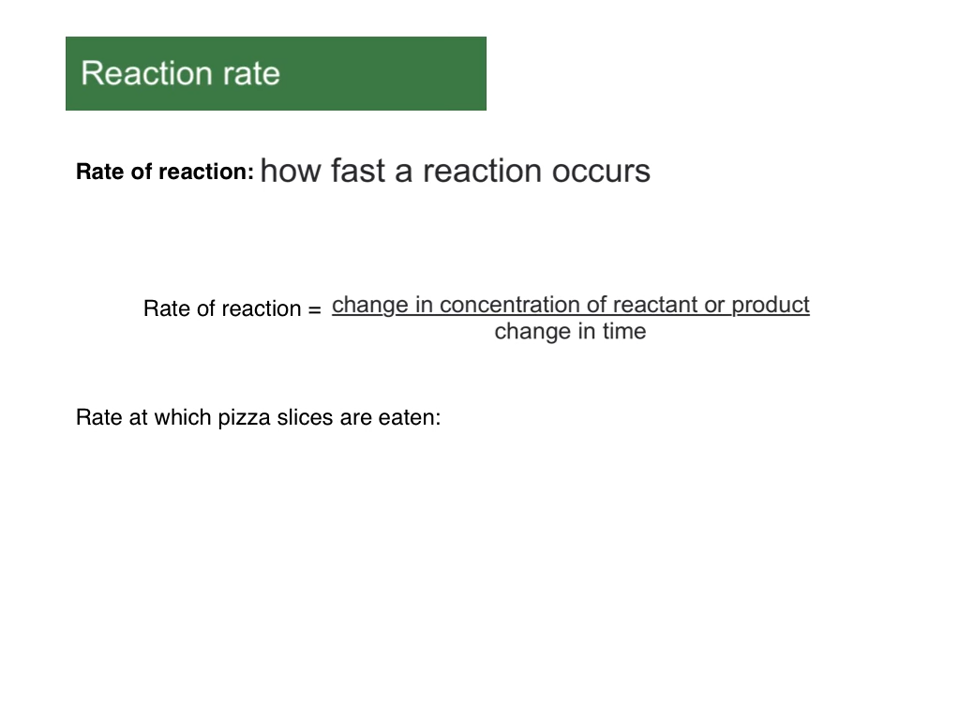 Reaction rate
Rate of reaction: how fast a reaction occurs
Rate of reaction = change in concentration of reactant or product
change in time
Rate at which pizza slices are eaten: